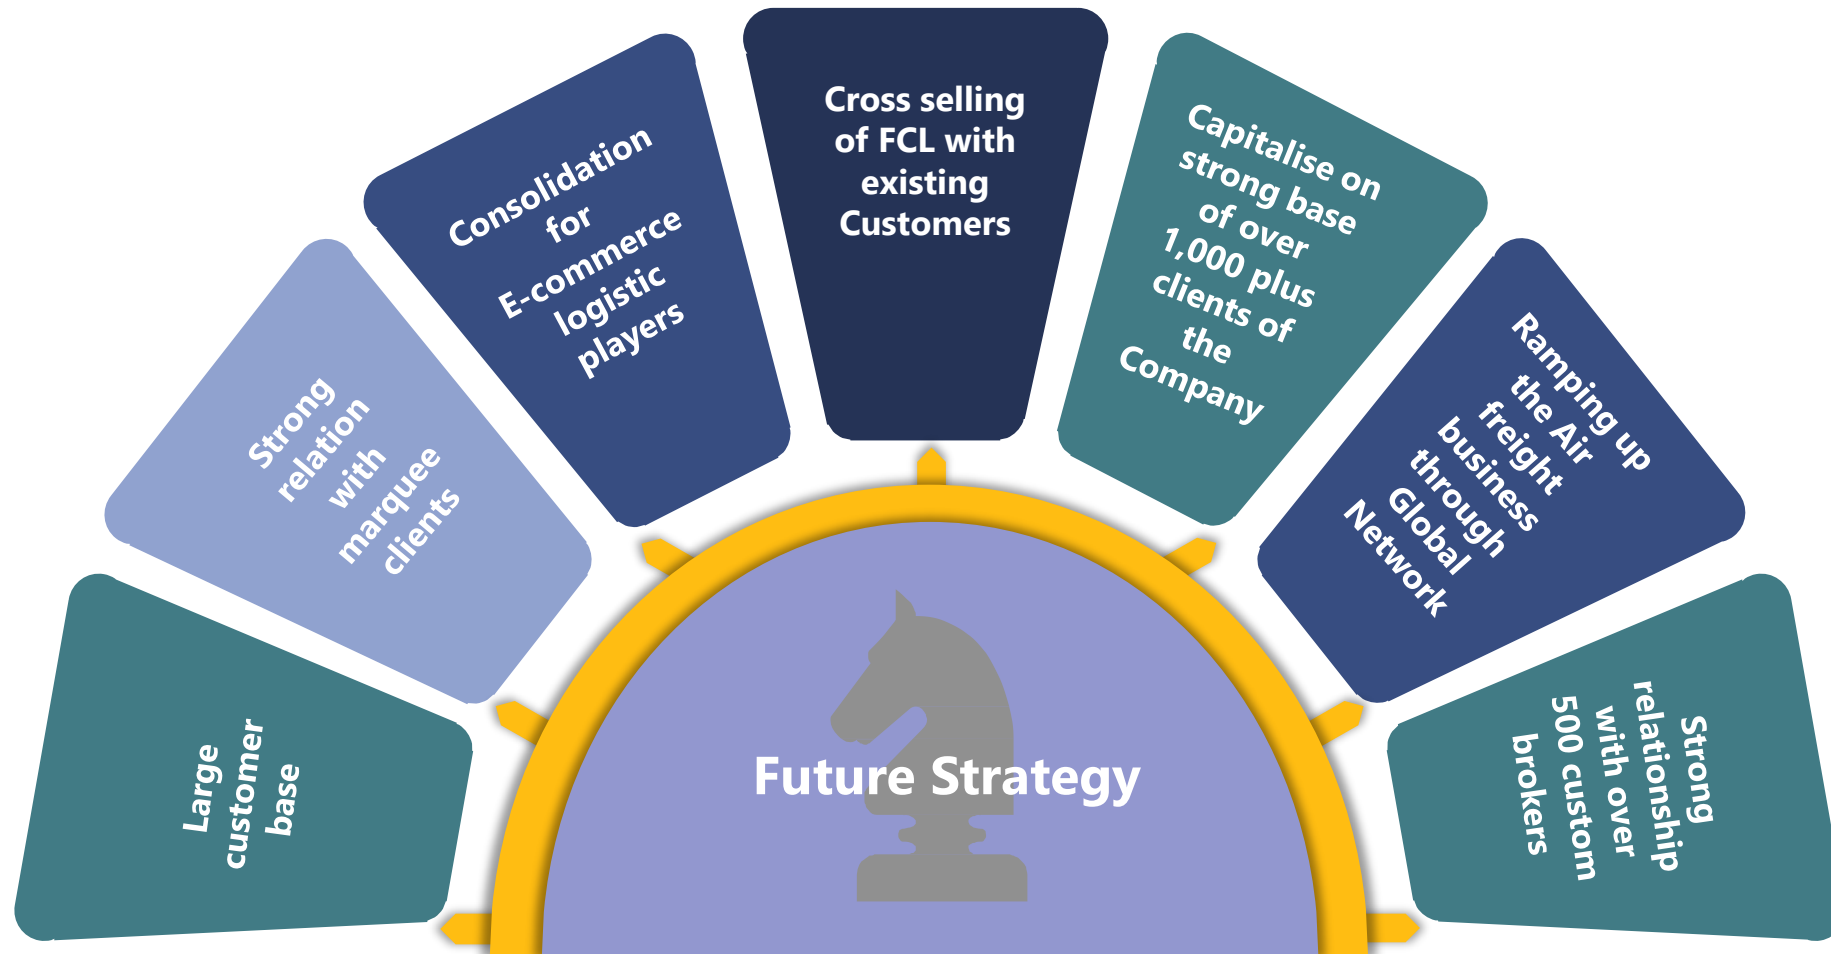 Large
customer
base
Strong
relation
with
marquee
clients
Consolidation
for
E-commerce
logistic
players
Cross selling
of FCL with
existing
Customers
Capitalise on
strong base
of over
1,000 plus
clients of
the
Company
Ramping up
the Air
freight
business
through
Global
Network
Strong
relationship
with over
500 custom
brokers
Future Strategy